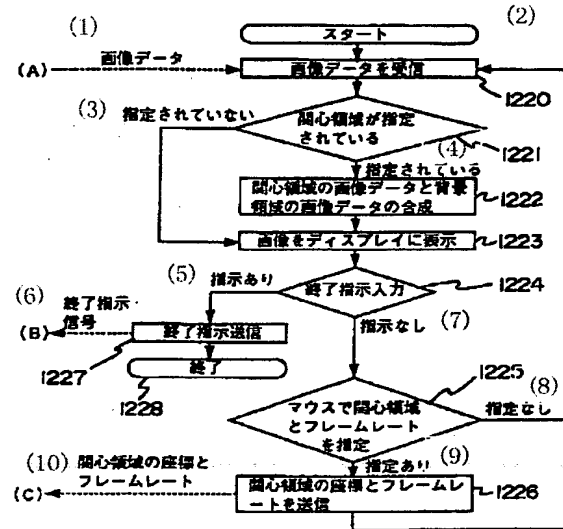 (1)
(2)
スタート
(A)
画像データ
画像データを受信
1220
(3)
指定されていない
関心領域が指定
されている
1221
(4)
指定されている
関心領域の画像データと背景
領域の画像データの合成
1222
画像をディスプレイに表示
1223
(5)
指示あり
終了指示入力
1224
(6)
終了指示
信号
(B)
終了指示送信
1227
(7)
指示なし
終了
1228
1225
(8)
マウスで関心領域
とフレームレート
を指定
指定なし
(9)
指定あり
(10)
関心領域の座標と
フレームレート
(C)
関心領域の座標とフレームレ
ートを送信
1226